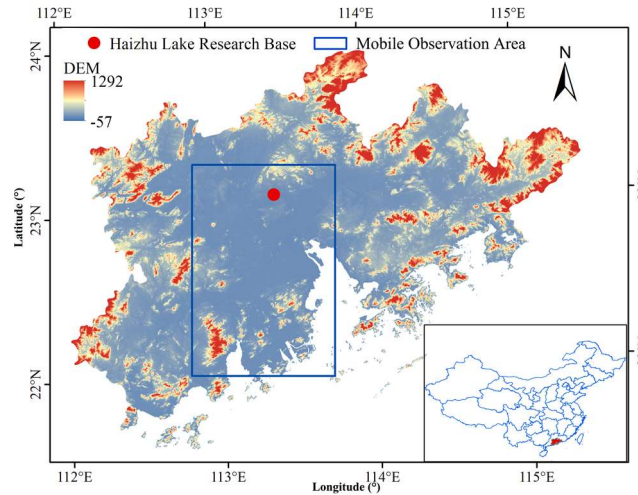 112°E 113°E 114°E 115°E
24°N
Haizhu Lake Research Base Mobile Observation Area
DEM
1292
-57
N
23°N
Latitude (°)
22°N
112°E 113°E 114°E 115°E
Longitude (°)